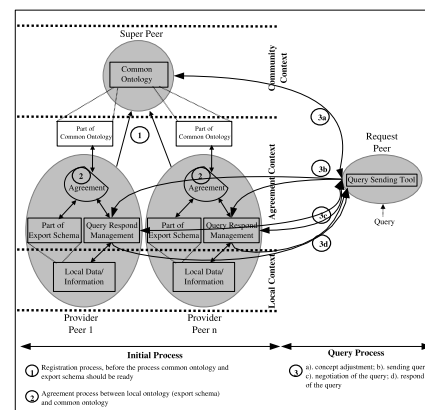 Super Peer
Common
Ontology
Community
Context
1
3a
Part of
Common Ontology
Part of
Common Ontology
Request
Peer
2
Agreement
2
Agreement
Agreement Context
3b
Query Sending Tool
Part of
Export Schema
Query Respond
Management
Part of
Export Schema
Query Respond
Management
3c
Query
3d
Local Data/
Information
Local Data/
Information
Local Context
Provider
Peer 1
Provider
Peer n
Initial Process
Query Process
1 Registration process, before the process common ontology and
export schema should be ready
2 Agreement process between local ontology (export schema)
and common ontology
3 a). concept adjustment; b). sending quer
c). negotiation of the query; d). respond
of the query